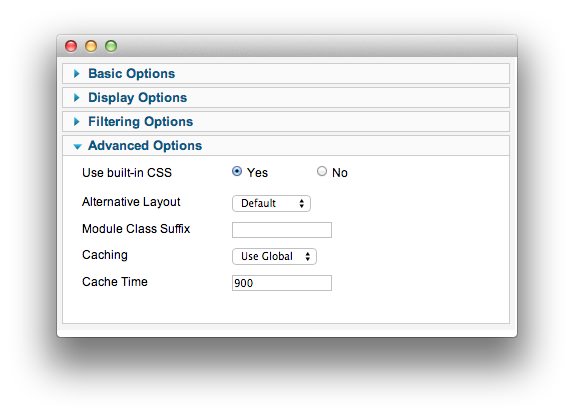 Basic Options
Display Options
Filtering Options
Advanced Options
Use built-in CSS Yes No
Alternative Layout Default
Module Class Suffix
Caching Use Global
Cache Time 900